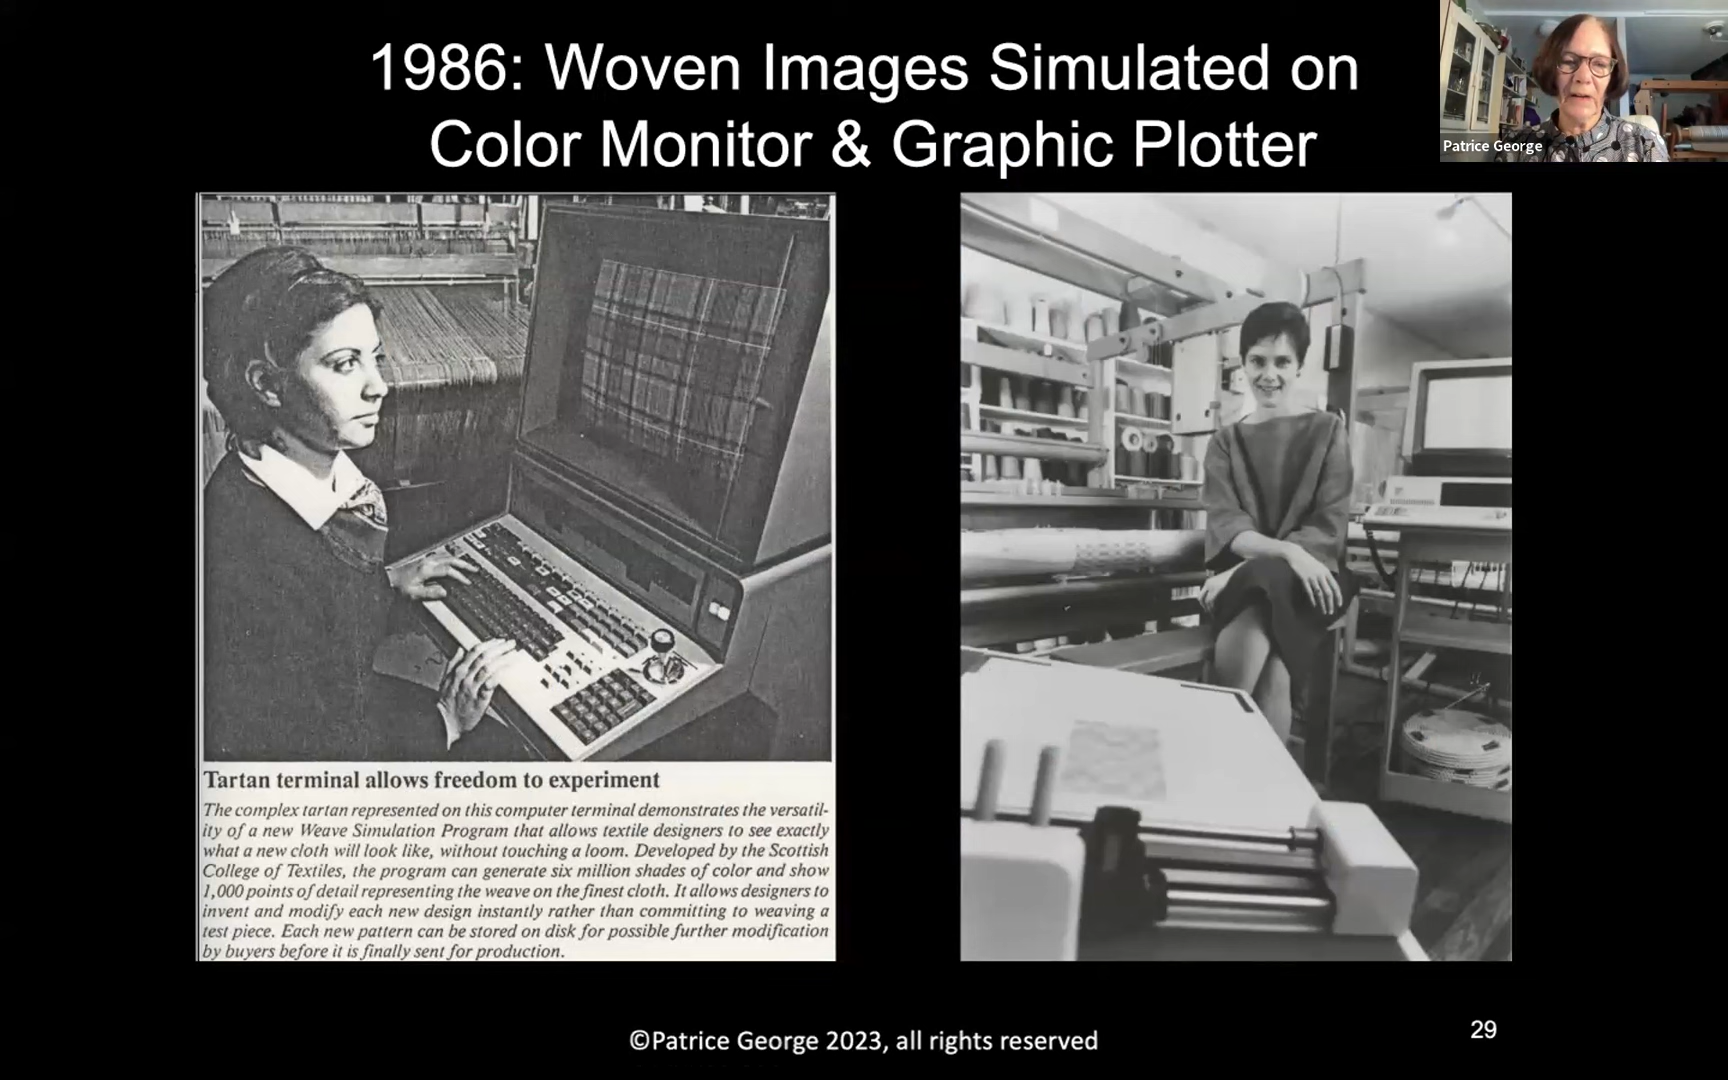 1986: Woven Images Simulated on
Color Monitor & Graphic Plotter
Patrice George
Tartan terminal allows freedom to experiment
The complex tartan represented on this computer terminal demonstrates the versatil-
ity of a new Weave Simulation Program that allows textile designers to see exactly
what a new cloth will look like, without touching a loom. Developed by the Scottish
College of Textiles, the program can generate six million shades of color and show
1,000 points of detail representing the weave on the finest cloth. It allows designers to
invent and modify each new design instantly rather than committing to weaving a
test piece. Each new pattern can be stored on disk for possible further modification
by buyers before it is finally sent for production.
©Patrice George 2023, all rights reserved
29